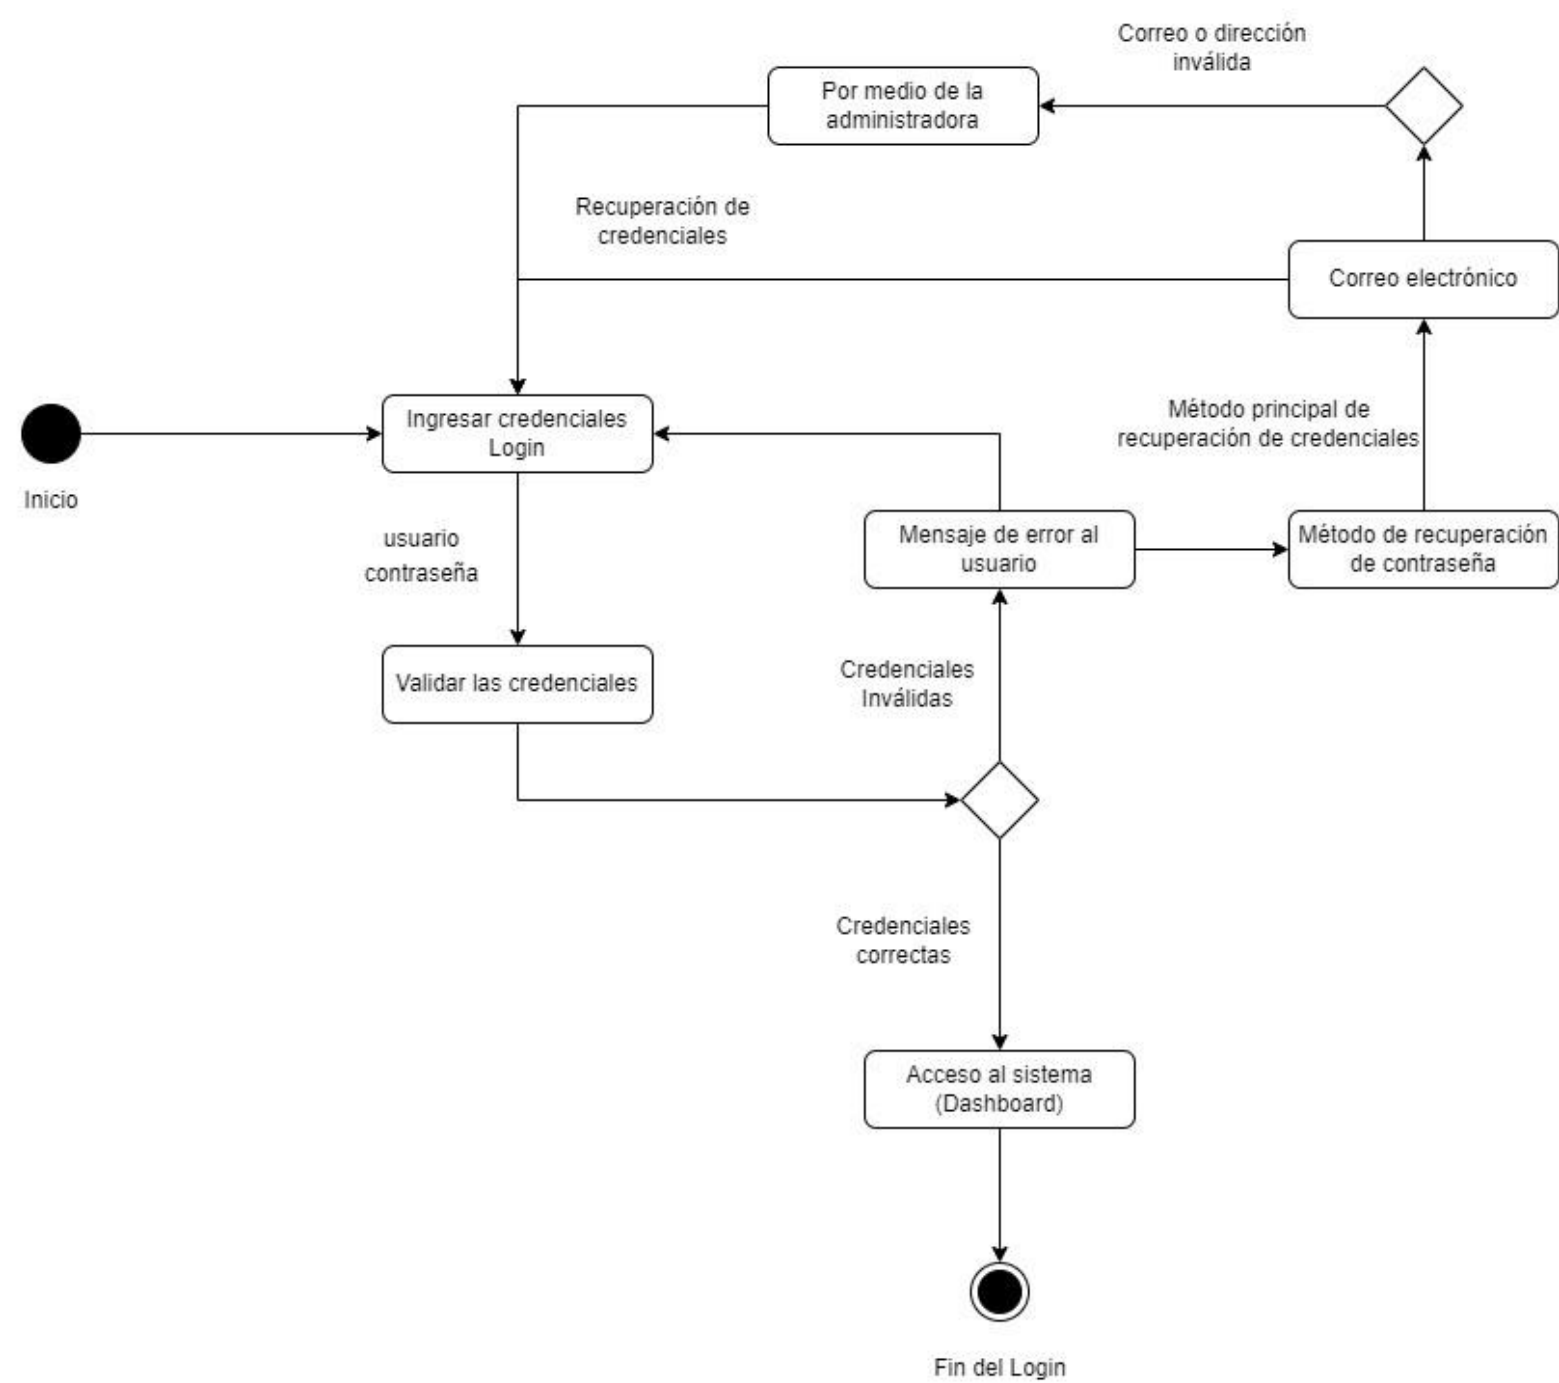 Correo o dirección
inválida
Por medio de la
administradora
Recuperación de
credenciales
Correo electrónico
Método principal de
recuperación de credenciales
Ingresar credenciales
Login
Inicio
usuario
contraseña
Mensaje de error al
usuario
Método de recuperación
de contraseña
Validar las credenciales
Credenciales
Inválidas
Credenciales
correctas
Acceso al sistema
(Dashboard)
Fin del Login